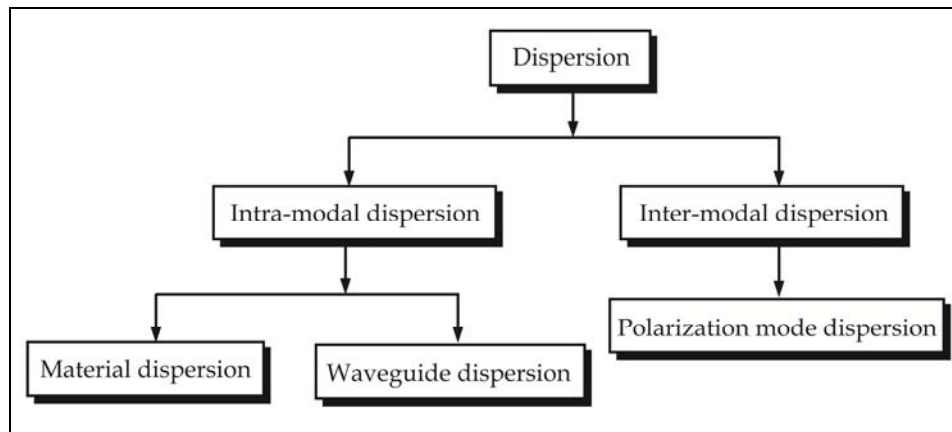 Dispersion
Intra-modal dispersion
Inter-modal dispersion
Material dispersion
Waveguide dispersion
Polarization mode dispersion